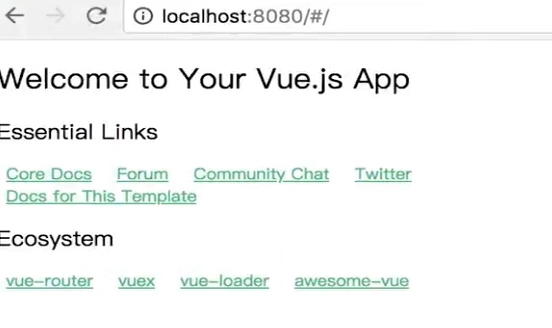 localhost:8080/#/
Welcome to Your Vue.js App
Essential Links
Core Docs Forum Community Chat Twitter
Docs for This Template
Ecosystem
vue-router vuex vue-loader awesome-vue